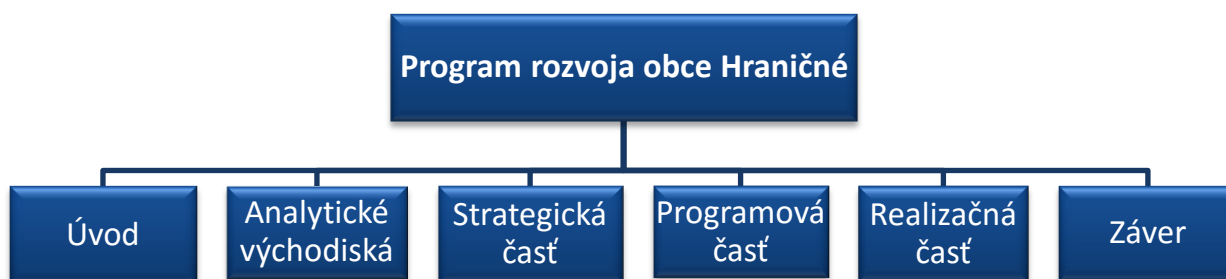 Program rozvoja obce Hraničné
Úvod
Analytické
východiská
Strategická
časť
Programová
časť
Realizačná
časť
Záver